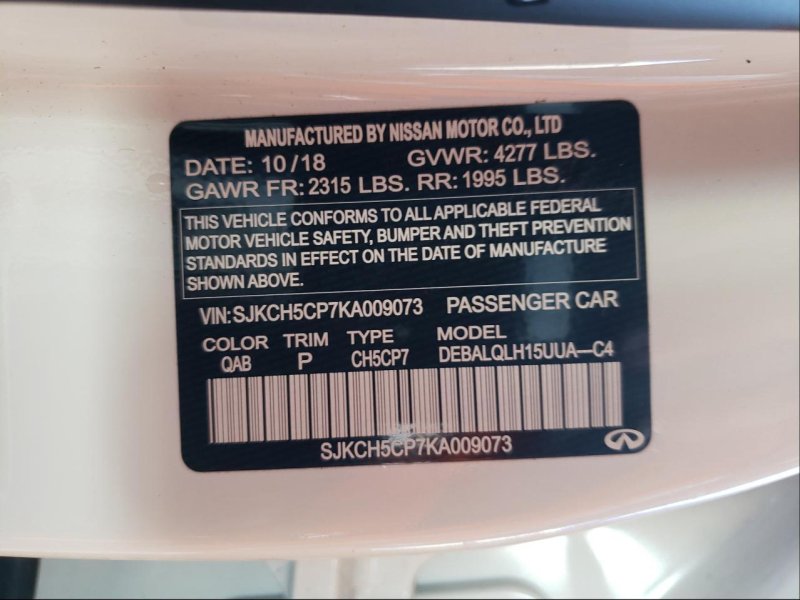 MANUFACTURED BY NISSAN MOTOR CO., LTD
DATE: 10/18 GVWR: 4277 LBS.
GAWR FR: 2315 LBS. RR: 1995 LBS.
THIS VEHICLE CONFORMS TO ALL APPLICABLE FEDERAL
MOTOR VEHICLE SAFETY, BUMPER AND THEFT PREVENTION
STANDARDS IN EFFECT ON THE DATE OF MANUFACTURE
SHOWN ABOVE.
VIN: SJKCH5CP7KA009073 PASSENGER CAR
COLOR TRIM TYPE MODEL
QAB P CH5CP7 DEBALQLH15UUA—C4
SJKCH5CP7KA009073